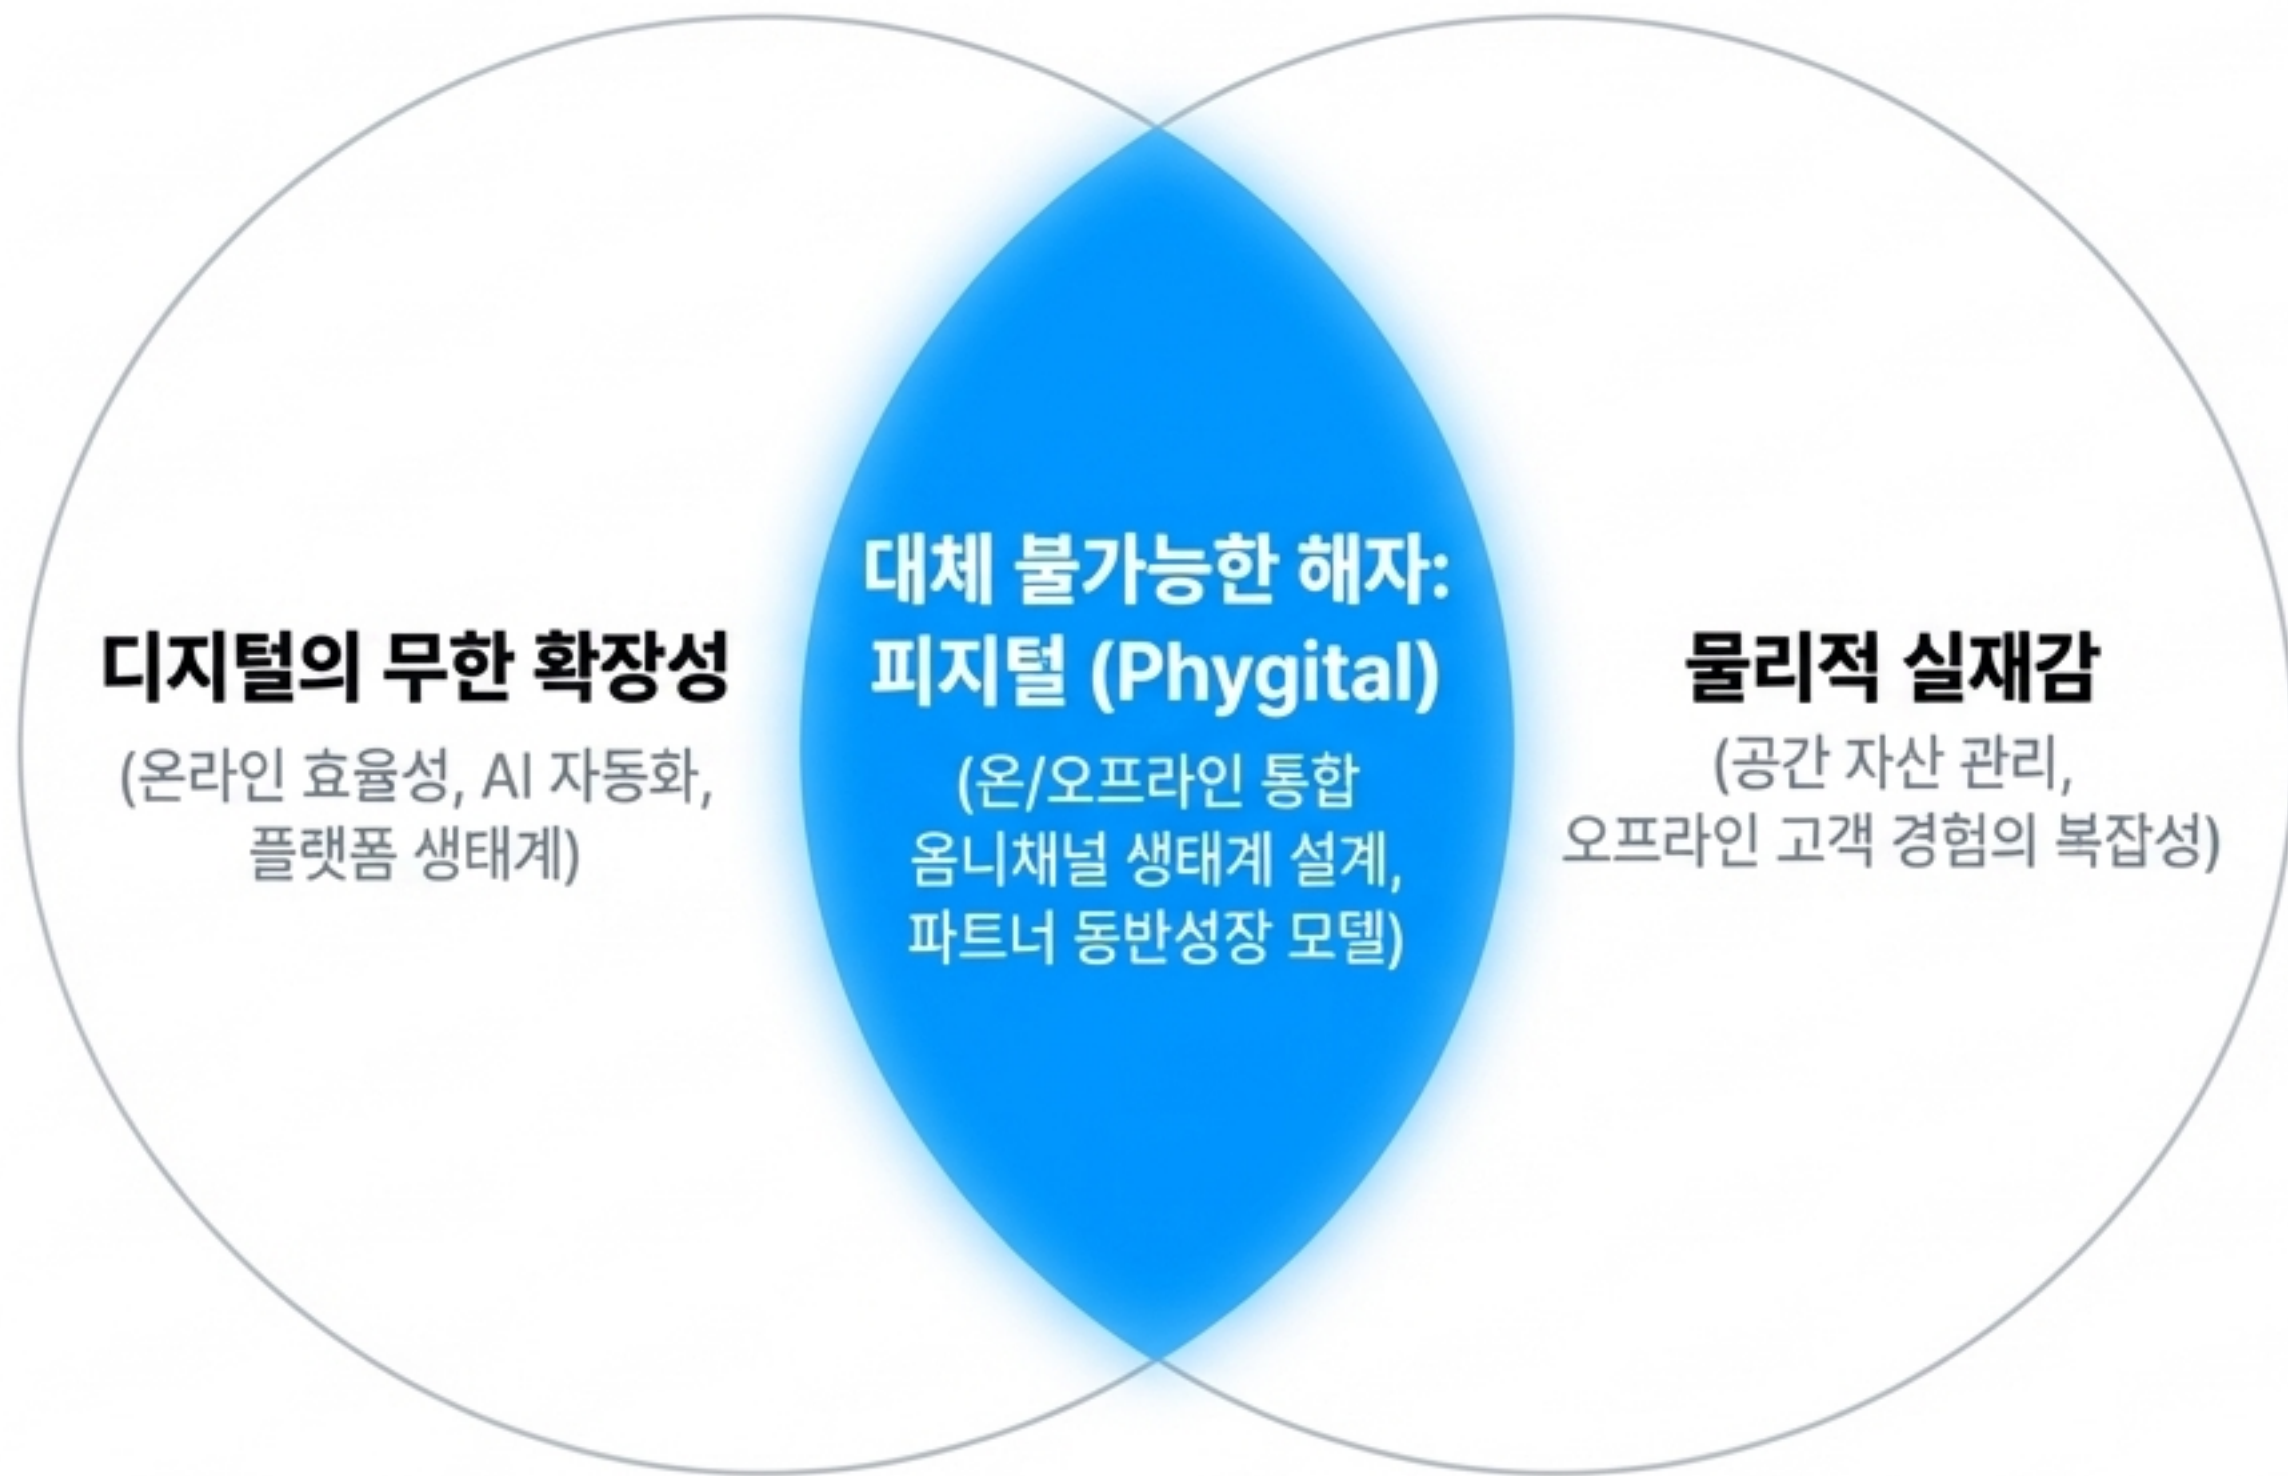 디지털의 무한 확장성
(온라인 효율성, AI 자동화,
플랫폼 생태계)
대체 불가능한 해자:
피지털 (Phygital)
(온/오프라인 통합
옴니채널 생태계 설계,
파트너 동반성장 모델)
물리적 실재감
(공간 자산 관리,
오프라인 고객 경험의 복잡성)